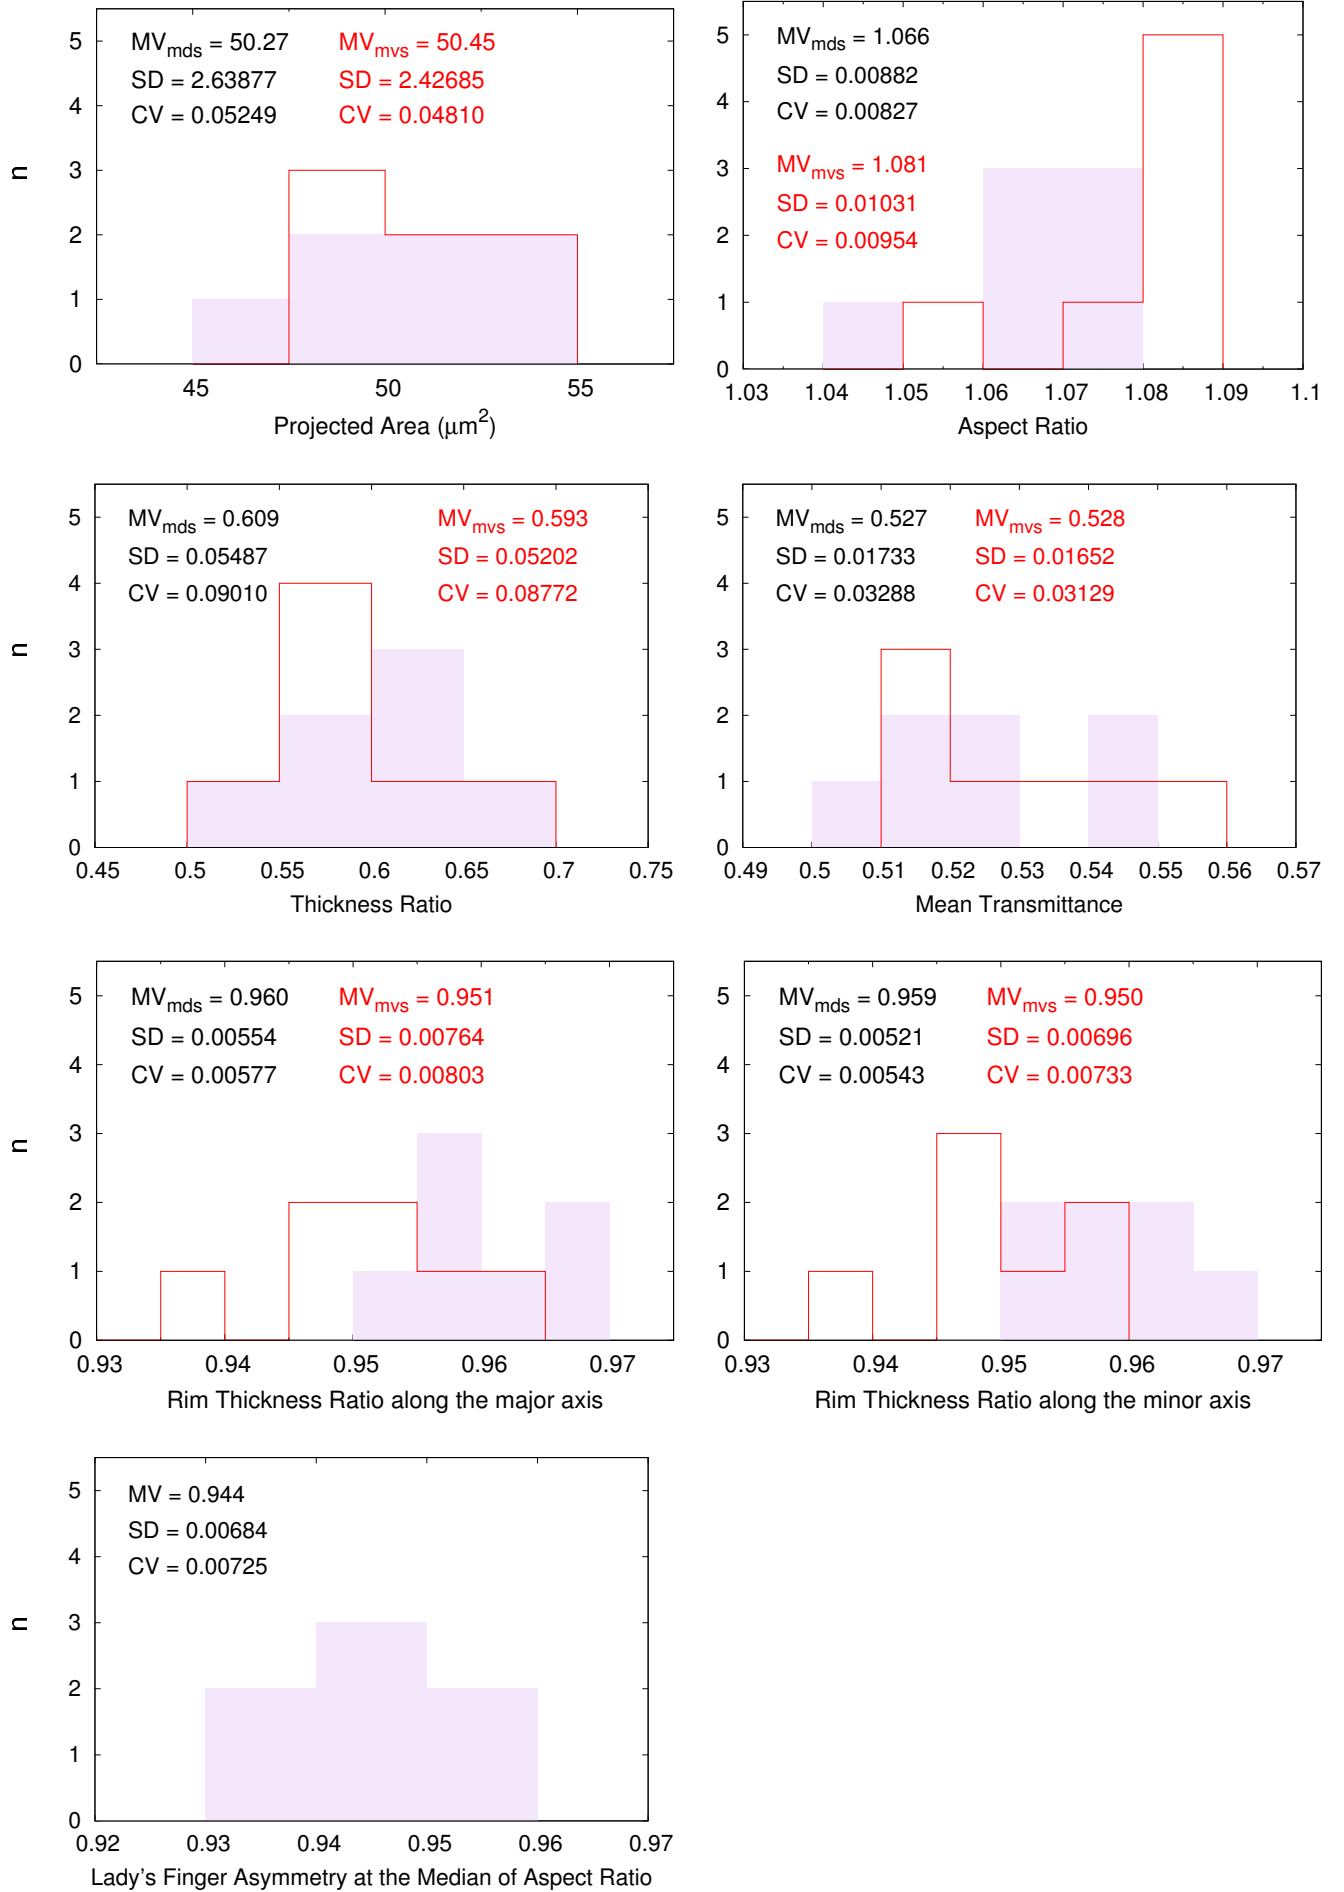 MV_mds = 50.27 MV_mvs = 50.45
SD = 2.63877 SD = 2.42685
CV = 0.05249 CV = 0.04810
5
4
3
2
1
0
n
45 50 55
Projected Area (μm²)
MV_mds = 1.066
SD = 0.00882
CV = 0.00827
MV_mvs = 1.081
SD = 0.01031
CV = 0.00954
5
4
3
2
1
0
1.03 1.04 1.05 1.06 1.07 1.08 1.09 1.1
Aspect Ratio
MV_mds = 0.609 MV_mvs = 0.593
SD = 0.05487 SD = 0.05202
CV = 0.09010 CV = 0.08772
5
4
3
2
1
0
n
0.45 0.5 0.55 0.6 0.65 0.7 0.75
Thickness Ratio
MV_mds = 0.527 MV_mvs = 0.528
SD = 0.01733 SD = 0.01652
CV = 0.03288 CV = 0.03129
5
4
3
2
1
0
0.49 0.5 0.51 0.52 0.53 0.54 0.55 0.56 0.57
Mean Transmittance
MV_mds = 0.960 MV_mvs = 0.951
SD = 0.00554 SD = 0.00764
CV = 0.00577 CV = 0.00803
5
4
3
2
1
0
n
0.93 0.94 0.95 0.96 0.97
Rim Thickness Ratio along the major axis
MV_mds = 0.959 MV_mvs = 0.950
SD = 0.00521 SD = 0.00696
CV = 0.00543 CV = 0.00733
5
4
3
2
1
0
0.93 0.94 0.95 0.96 0.97
Rim Thickness Ratio along the minor axis
MV = 0.944
SD = 0.00684
CV = 0.00725
5
4
3
2
1
0
n
0.92 0.93 0.94 0.95 0.96 0.97
Lady's Finger Asymmetry at the Median of Aspect Ratio